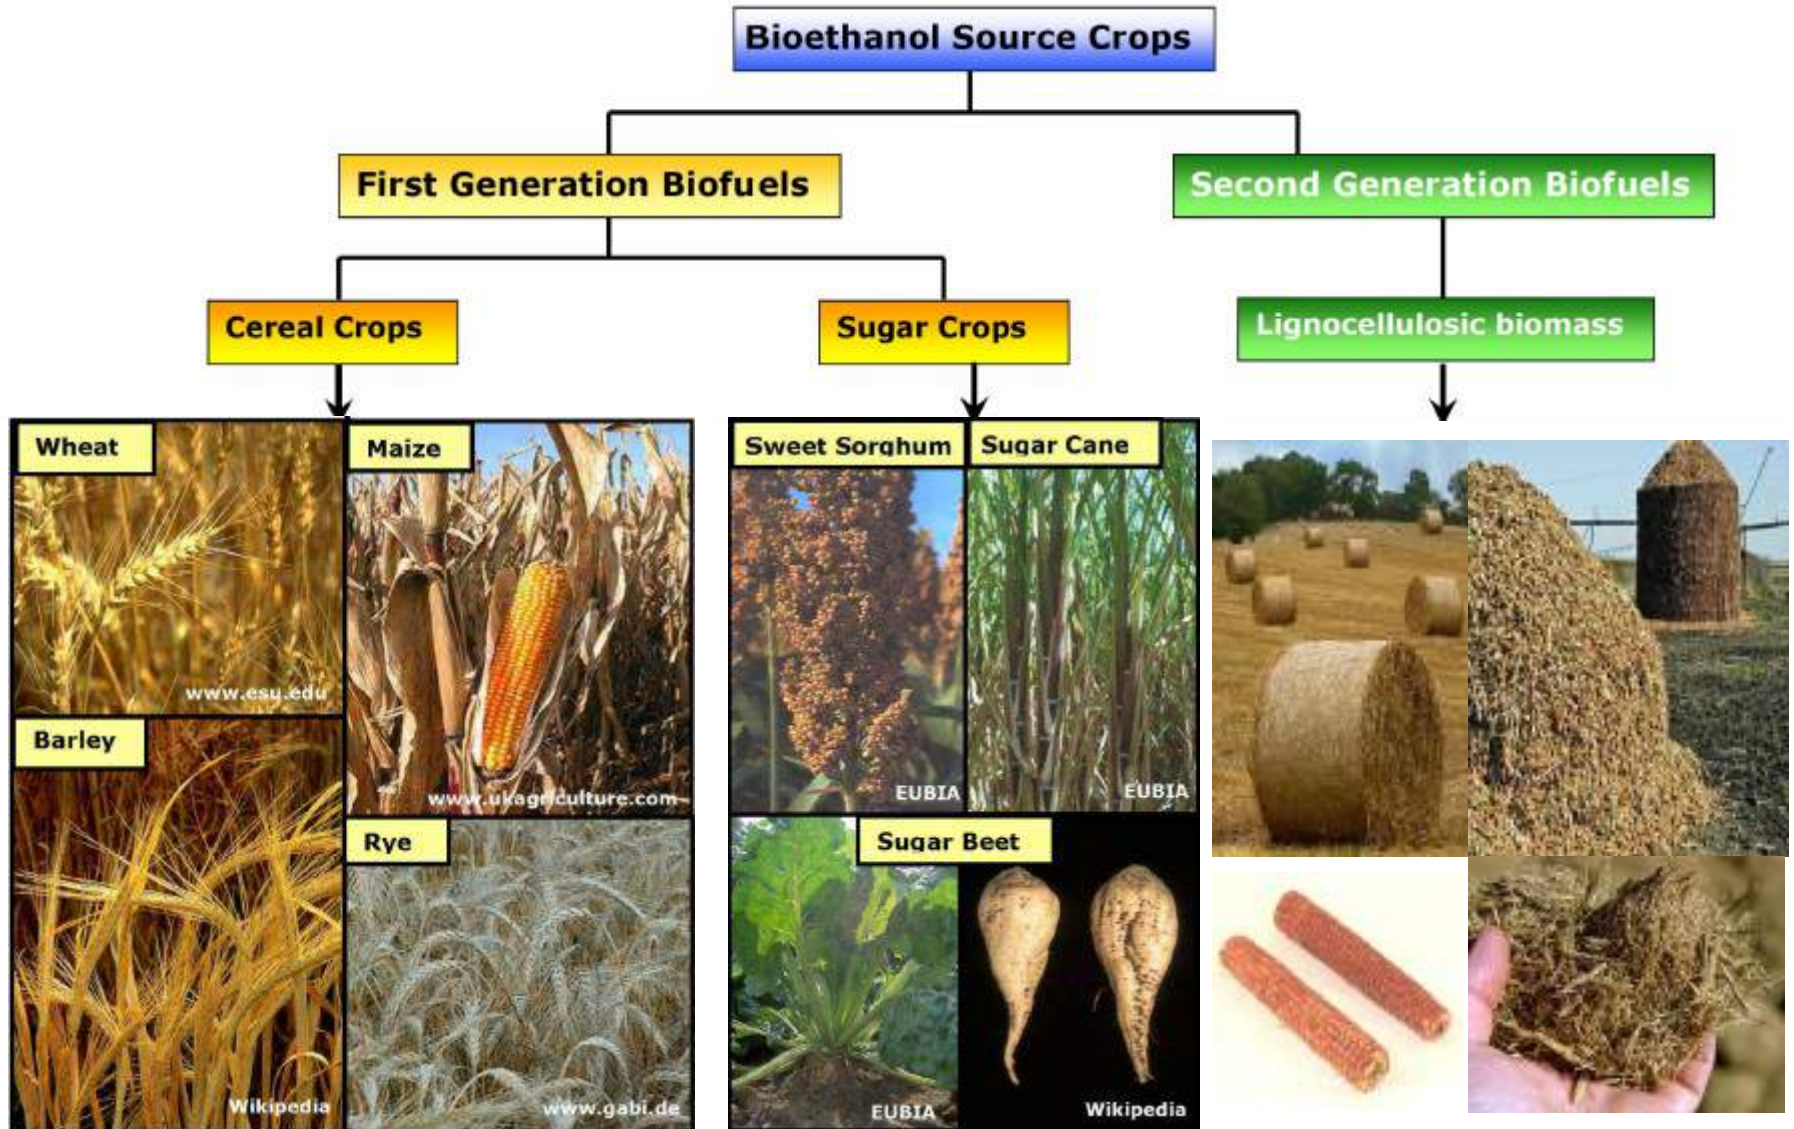 Bioethanol Source Crops
First Generation Biofuels
Second Generation Biofuels
Cereal Crops
Sugar Crops
Lignocellulosic biomass
Wheat
www.esu.edu
Maize
www.ukagriculture.com
Barley
Wikipedia
Rye
www.gabi.de
Sweet Sorghum
EUBIA
Sugar Cane
EUBIA
Sugar Beet
EUBIA
Wikipedia